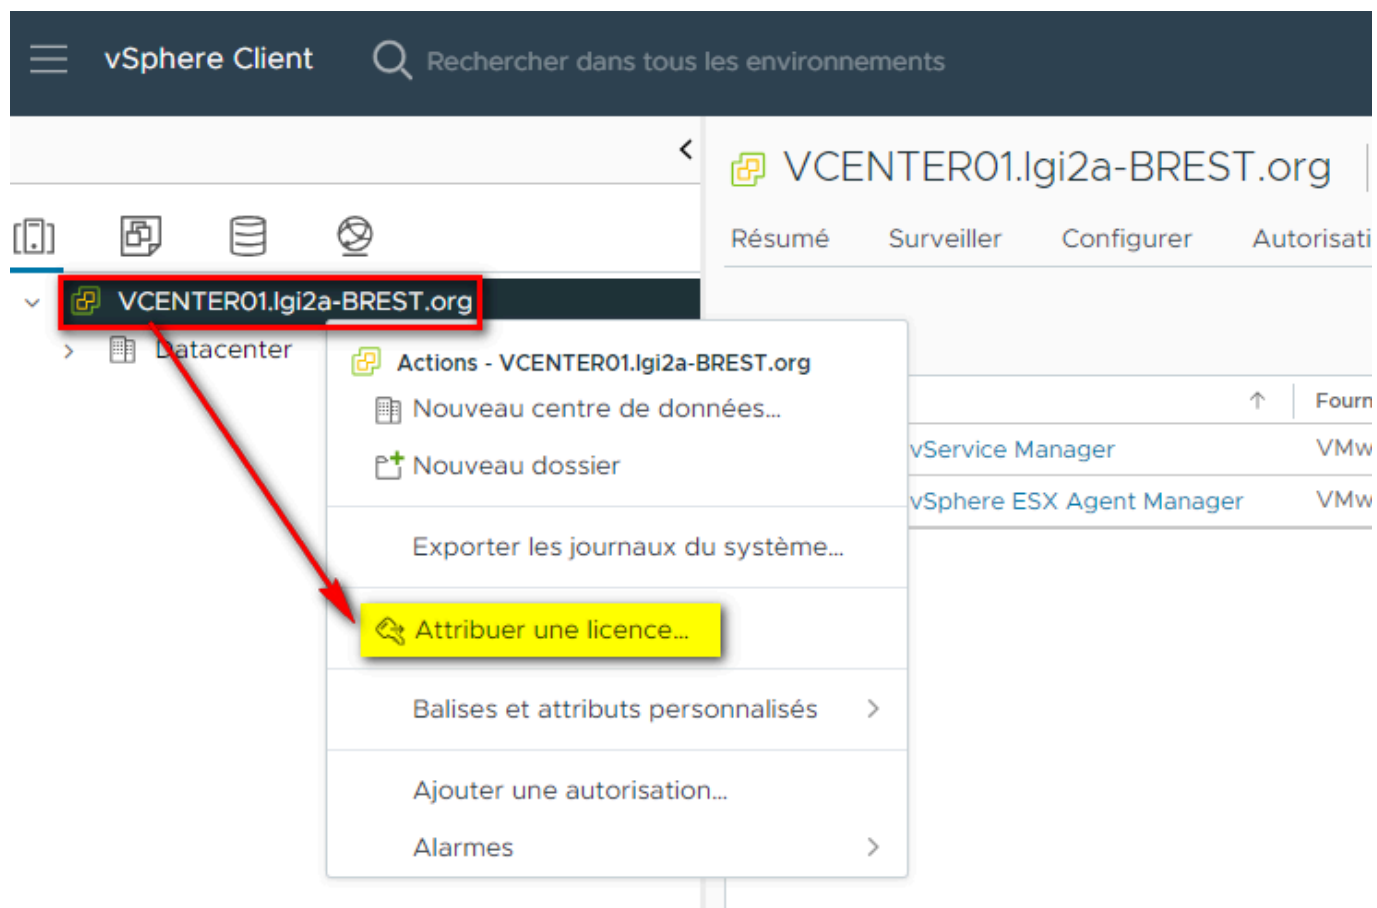 vSphere Client
Rechercher dans tous les environnements
VCENTER01.lgi2a-BREST.org
Résumé Surveiller Configurer Autorisati
VCENTER01.lgi2a-BREST.org
Datacenter
Actions - VCENTER01.lgi2a-BREST.org
Nouveau centre de données...
Nouveau dossier
Exporter les journaux du système...
Attribuer une licence...
Balises et attributs personnalisés
Ajouter une autorisation...
Alarmes
Fourn
vService Manager VMw
vSphere ESX Agent Manager VMw